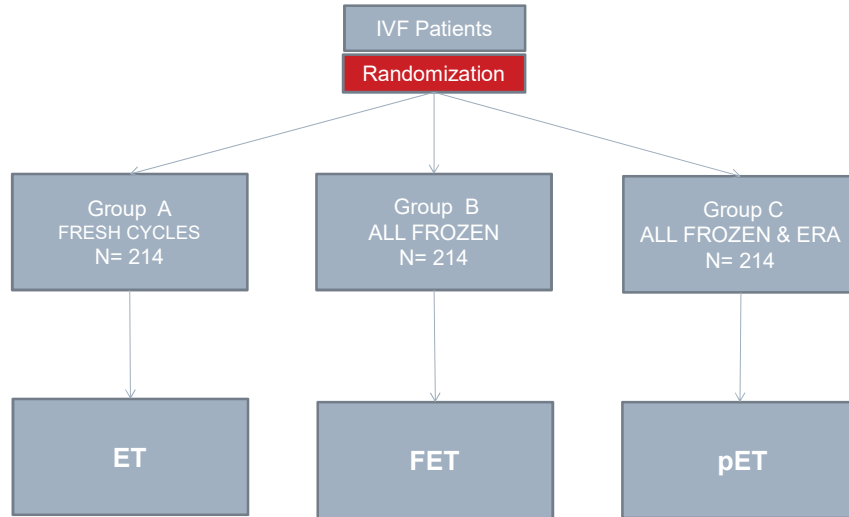 IVF Patients
Randomization
Group A
FRESH CYCLES
N= 214
Group B
ALL FROZEN
N= 214
Group C
ALL FROZEN & ERA
N= 214
ET
FET
pET